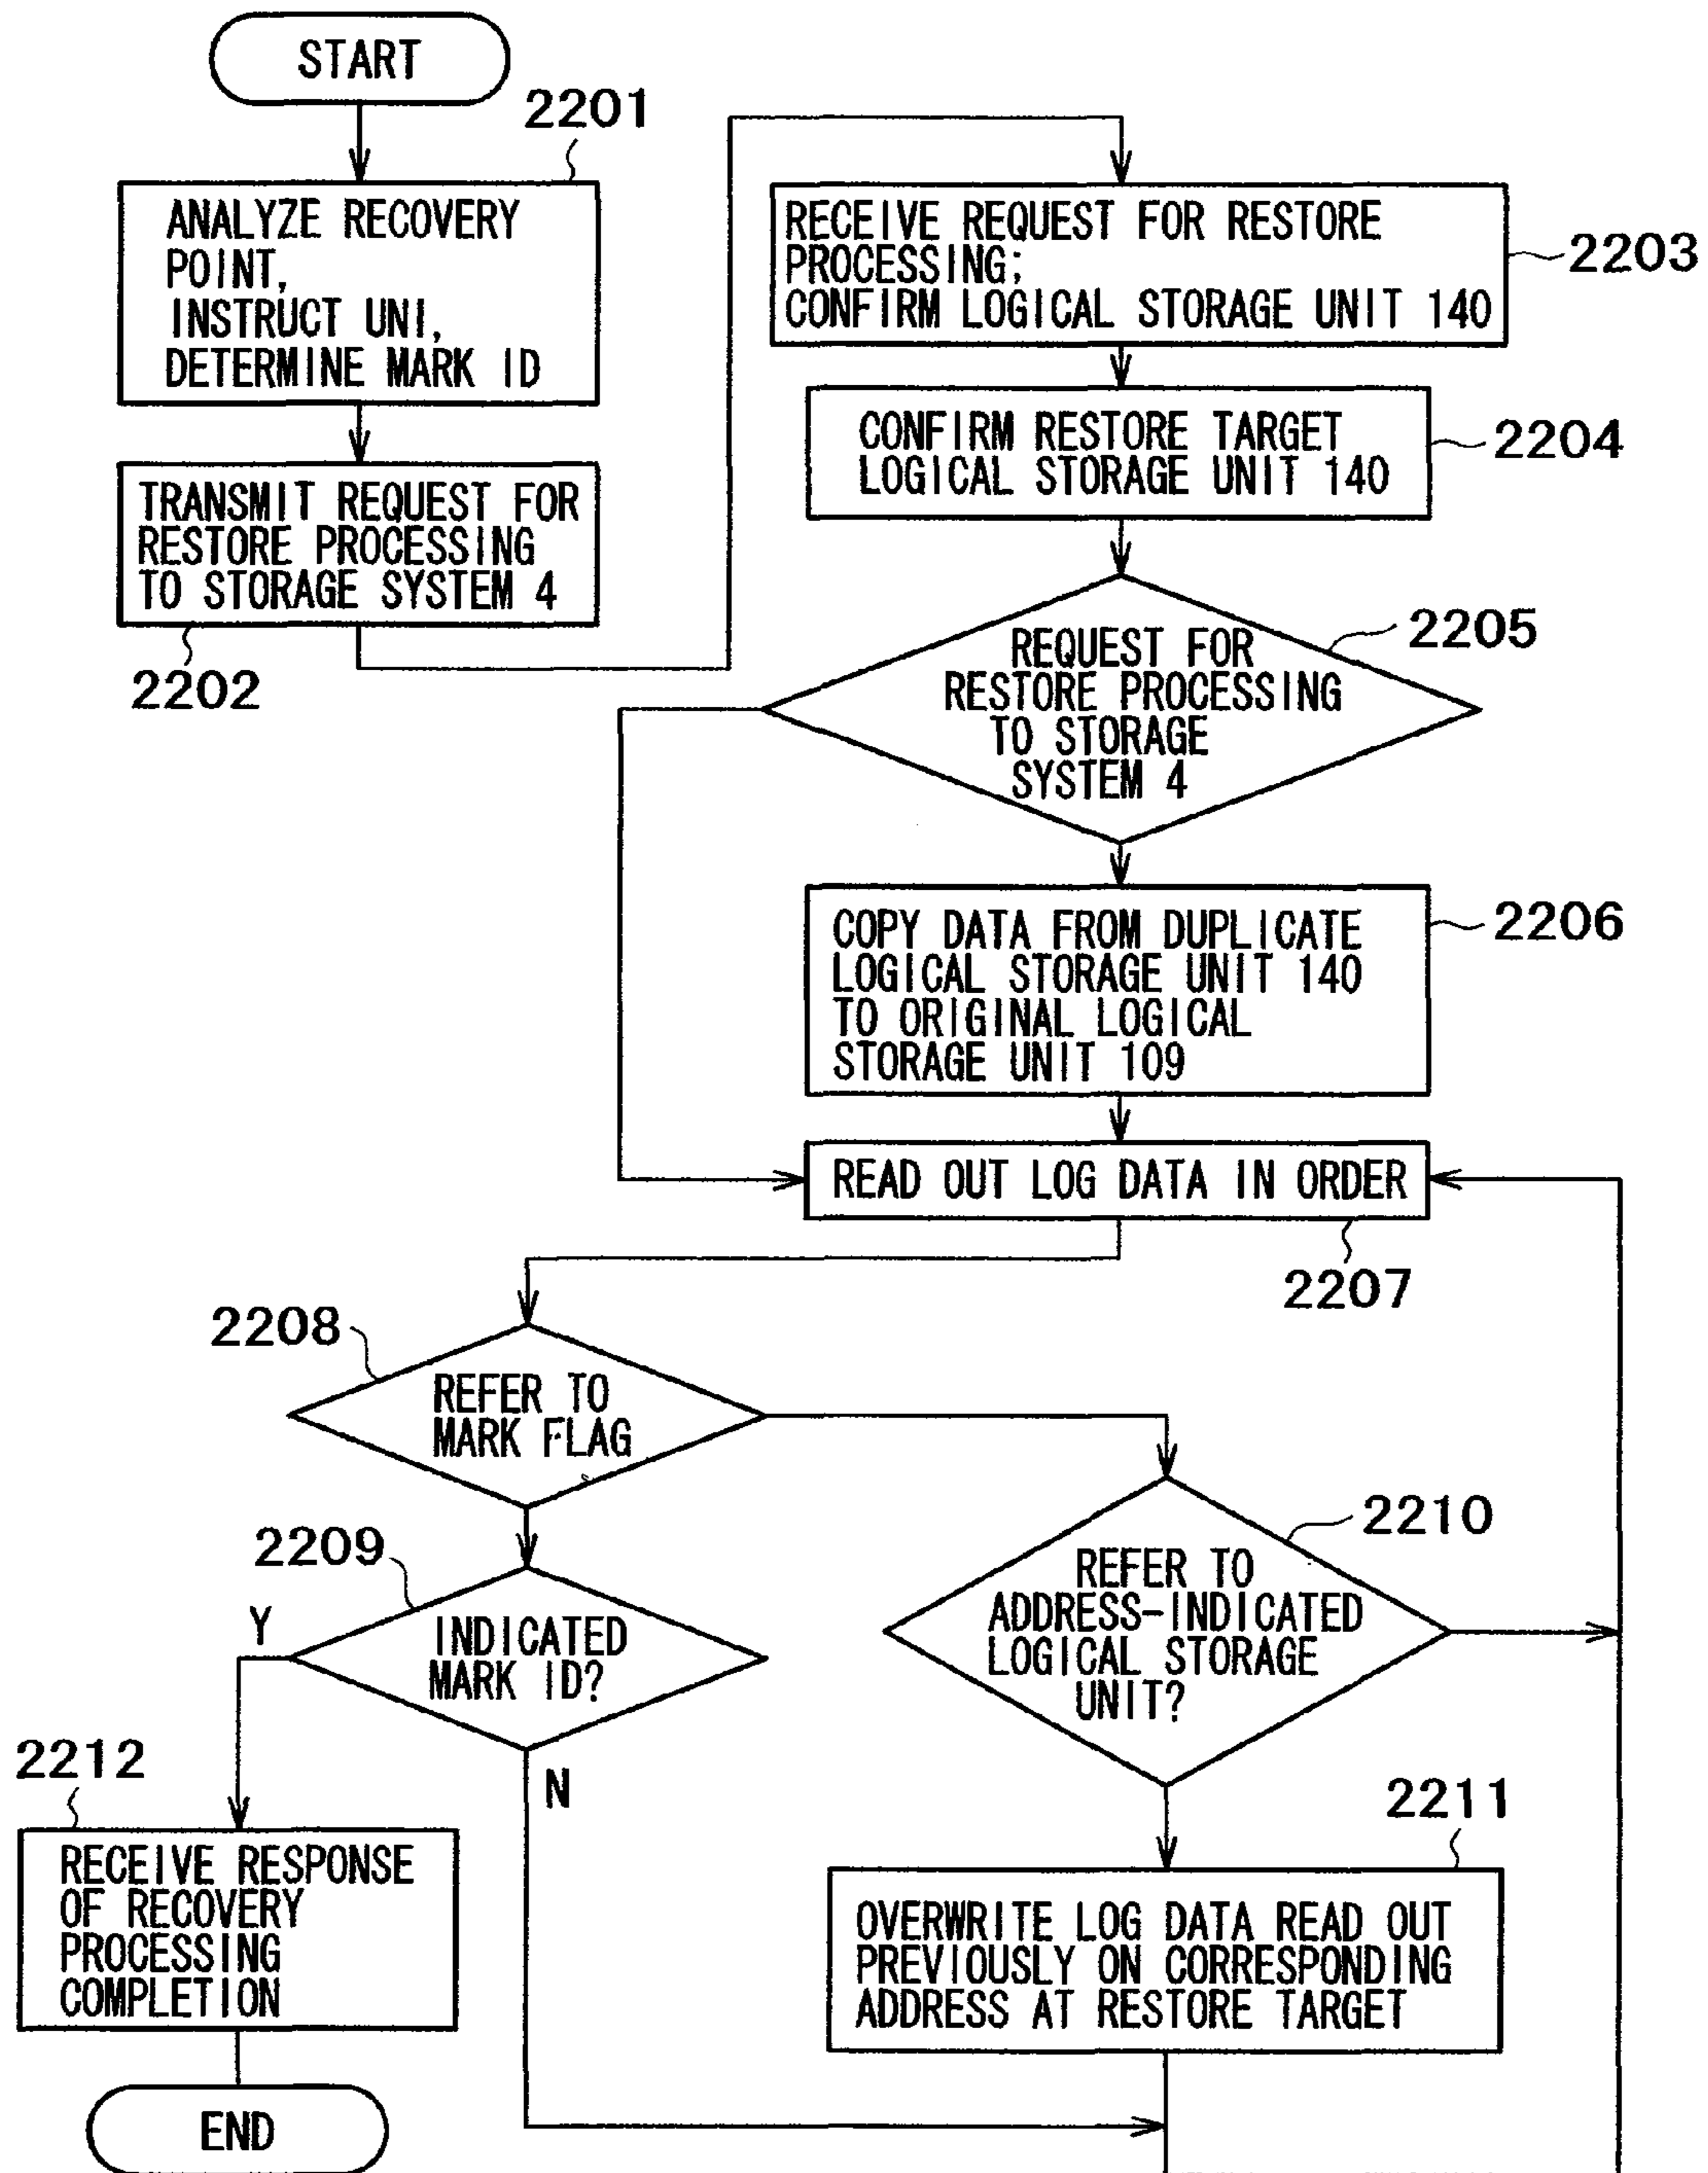 START
2201
ANALYZE RECOVERY
POINT,
INSTRUCT UNI,
DETERMINE MARK ID
TRANSMIT REQUEST FOR
RESTORE PROCESSING
TO STORAGE SYSTEM 4
2202
RECEIVE REQUEST FOR RESTORE
PROCESSING;
CONFIRM LOGICAL STORAGE UNIT 140
2203
CONFIRM RESTORE TARGET
LOGICAL STORAGE UNIT 140
2204
REQUEST FOR
RESTORE PROCESSING
TO STORAGE
SYSTEM 4
2205
COPY DATA FROM DUPLICATE
LOGICAL STORAGE UNIT 140
TO ORIGINAL LOGICAL
STORAGE UNIT 109
2206
READ OUT LOG DATA IN ORDER
2207
2208
REFER TO
MARK FLAG
2209
INDICATED
MARK ID?
Y
N
2210
REFER TO
ADDRESS-INDICATED
LOGICAL STORAGE
UNIT?
2211
OVERWRITE LOG DATA READ OUT
PREVIOUSLY ON CORRESPONDING
ADDRESS AT RESTORE TARGET
2212
RECEIVE RESPONSE
OF RECOVERY
PROCESSING
COMPLETION
END